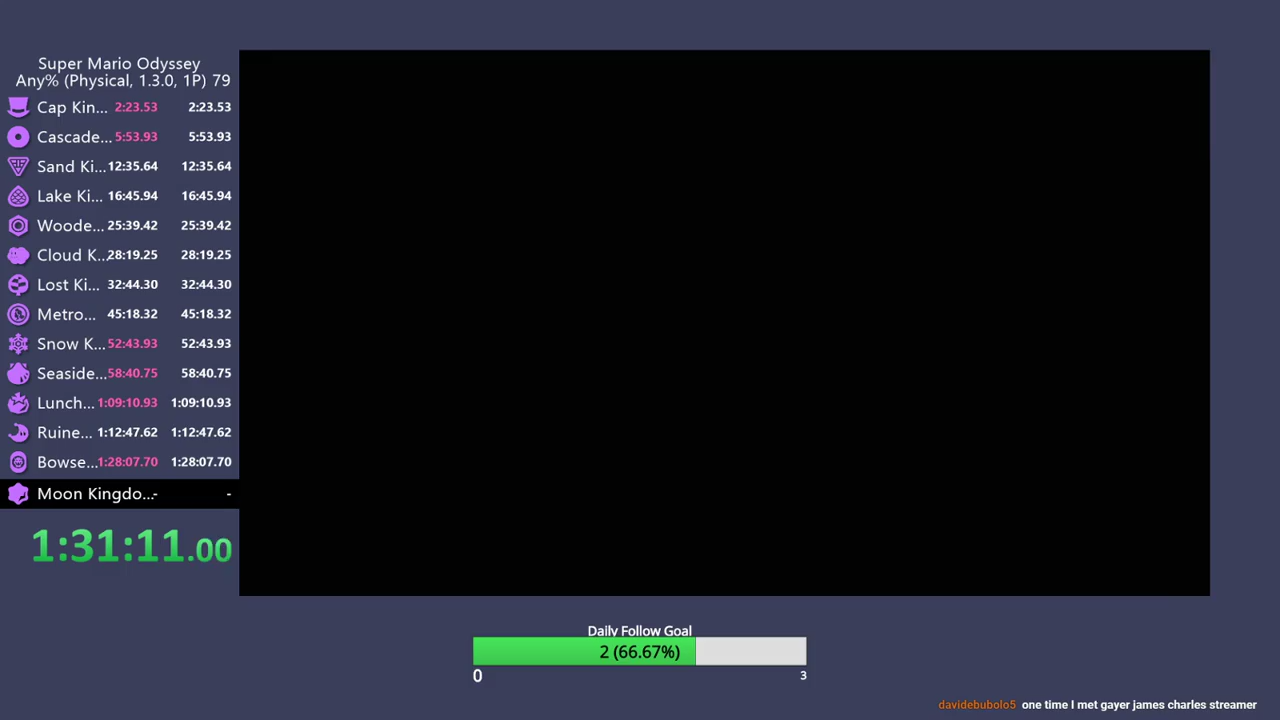 Super Mario Odyssey
Any% (Physical, 1.3.0, 1P) 79
Cap Kin... 2:23.53 2:23.53
Cascade... 5:53.93 5:53.93
Sand Ki... 12:35.64 12:35.64
Lake Ki... 16:45.94 16:45.94
Woode... 25:39.42 25:39.42
Cloud K... 28:19.25 28:19.25
Lost Ki... 32:44.30 32:44.30
Metro... 45:18.32 45:18.32
Snow K... 52:43.93 52:43.93
Seaside... 58:40.75 58:40.75
Lunch... 1:09:10.93 1:09:10.93
Ruine... 1:12:47.62 1:12:47.62
Bowse... 1:28:07.70 1:28:07.70
Moon Kingdo... - -
1:31:11.00
Daily Follow Goal
2 (66.67%)
0 3
davidebubolo5 one time I met gayer james charles streamer